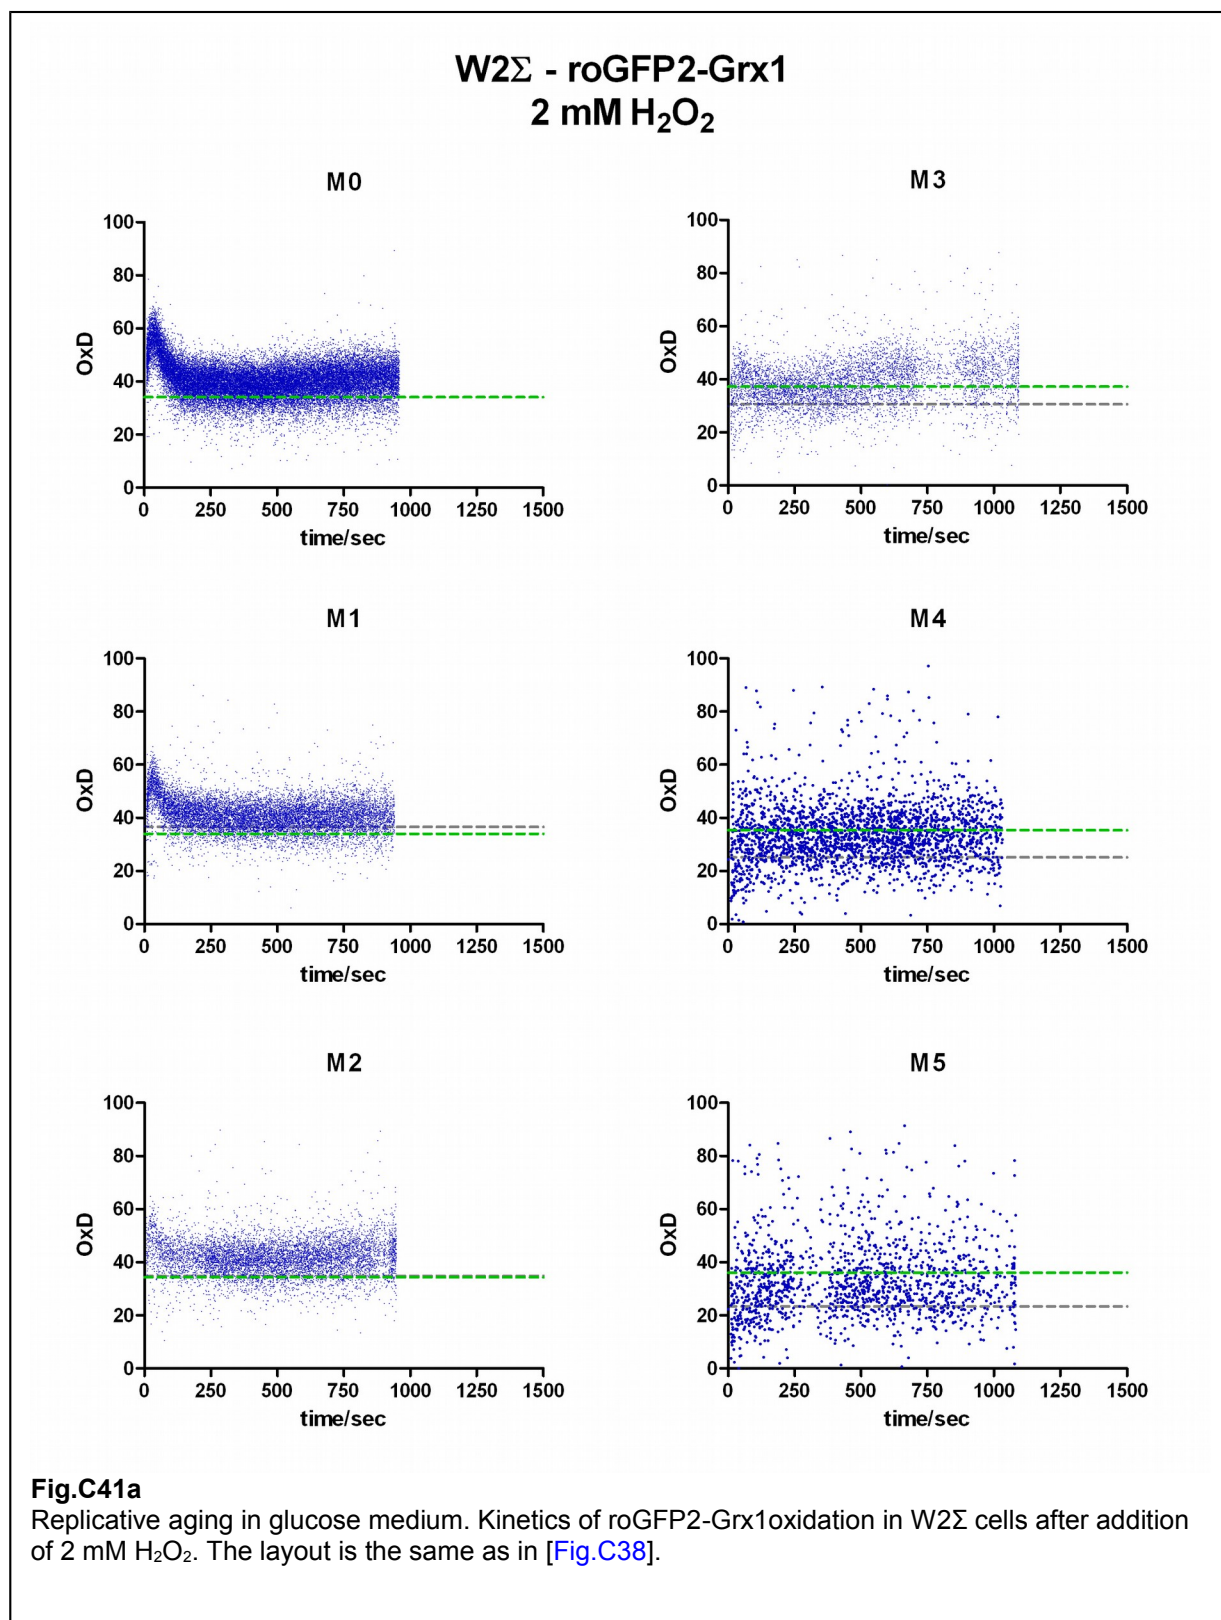 W2Σ - roGFP2-Grx1
2 mM H₂O₂
M0
100
80
60
40
20
0
OxD
0 250 500 750 1000 1250 1500
time/sec
M3
100
80
60
40
20
0
OxD
0 250 500 750 1000 1250 1500
time/sec
M1
100
80
60
40
20
0
OxD
0 250 500 750 1000 1250 1500
time/sec
M4
100
80
60
40
20
0
OxD
0 250 500 750 1000 1250 1500
time/sec
M2
100
80
60
40
20
0
OxD
0 250 500 750 1000 1250 1500
time/sec
M5
100
80
60
40
20
0
OxD
0 250 500 750 1000 1250 1500
time/sec
Fig.C41a
Replicative aging in glucose medium. Kinetics of roGFP2-Grx1oxidation in W2Σ cells after addition
of 2 mM H₂O₂. The layout is the same as in [Fig.C38].